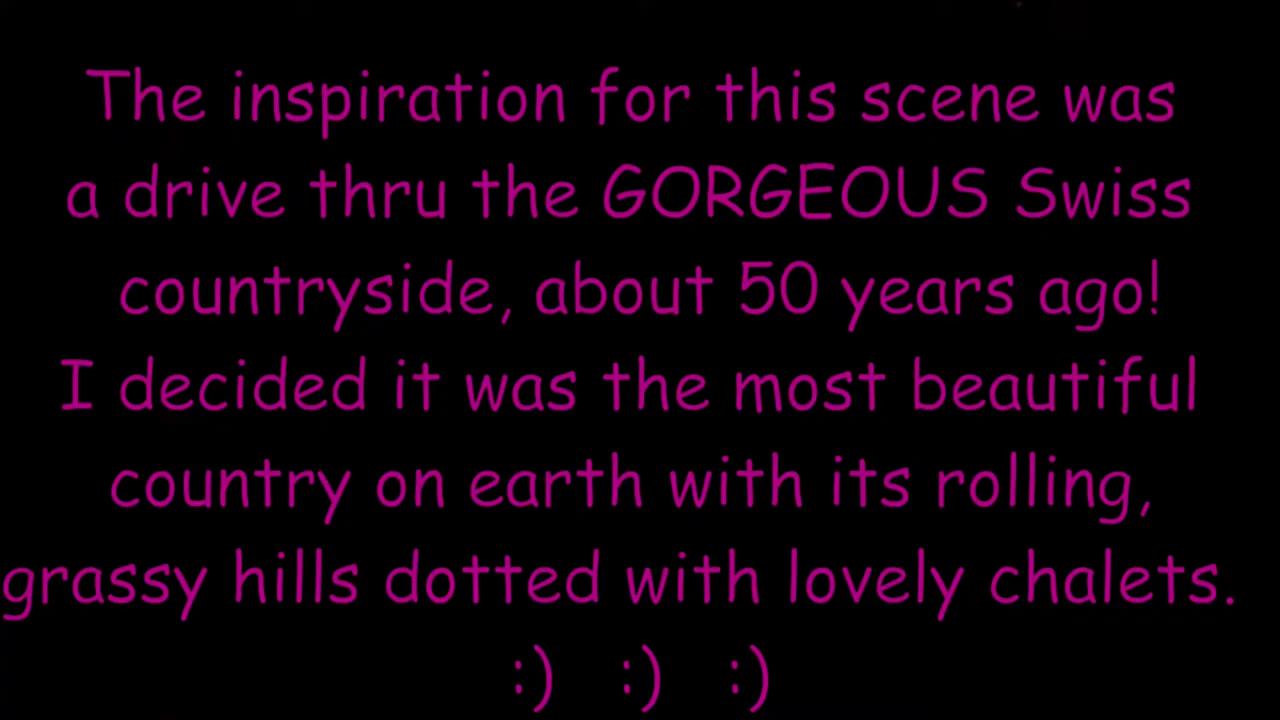 The inspiration for this scene was
a drive thru the GORGEOUS Swiss
countryside, about 50 years ago!
I decided it was the most beautiful
country on earth with its rolling,
grassy hills dotted with lovely chalets.
:) :) :)